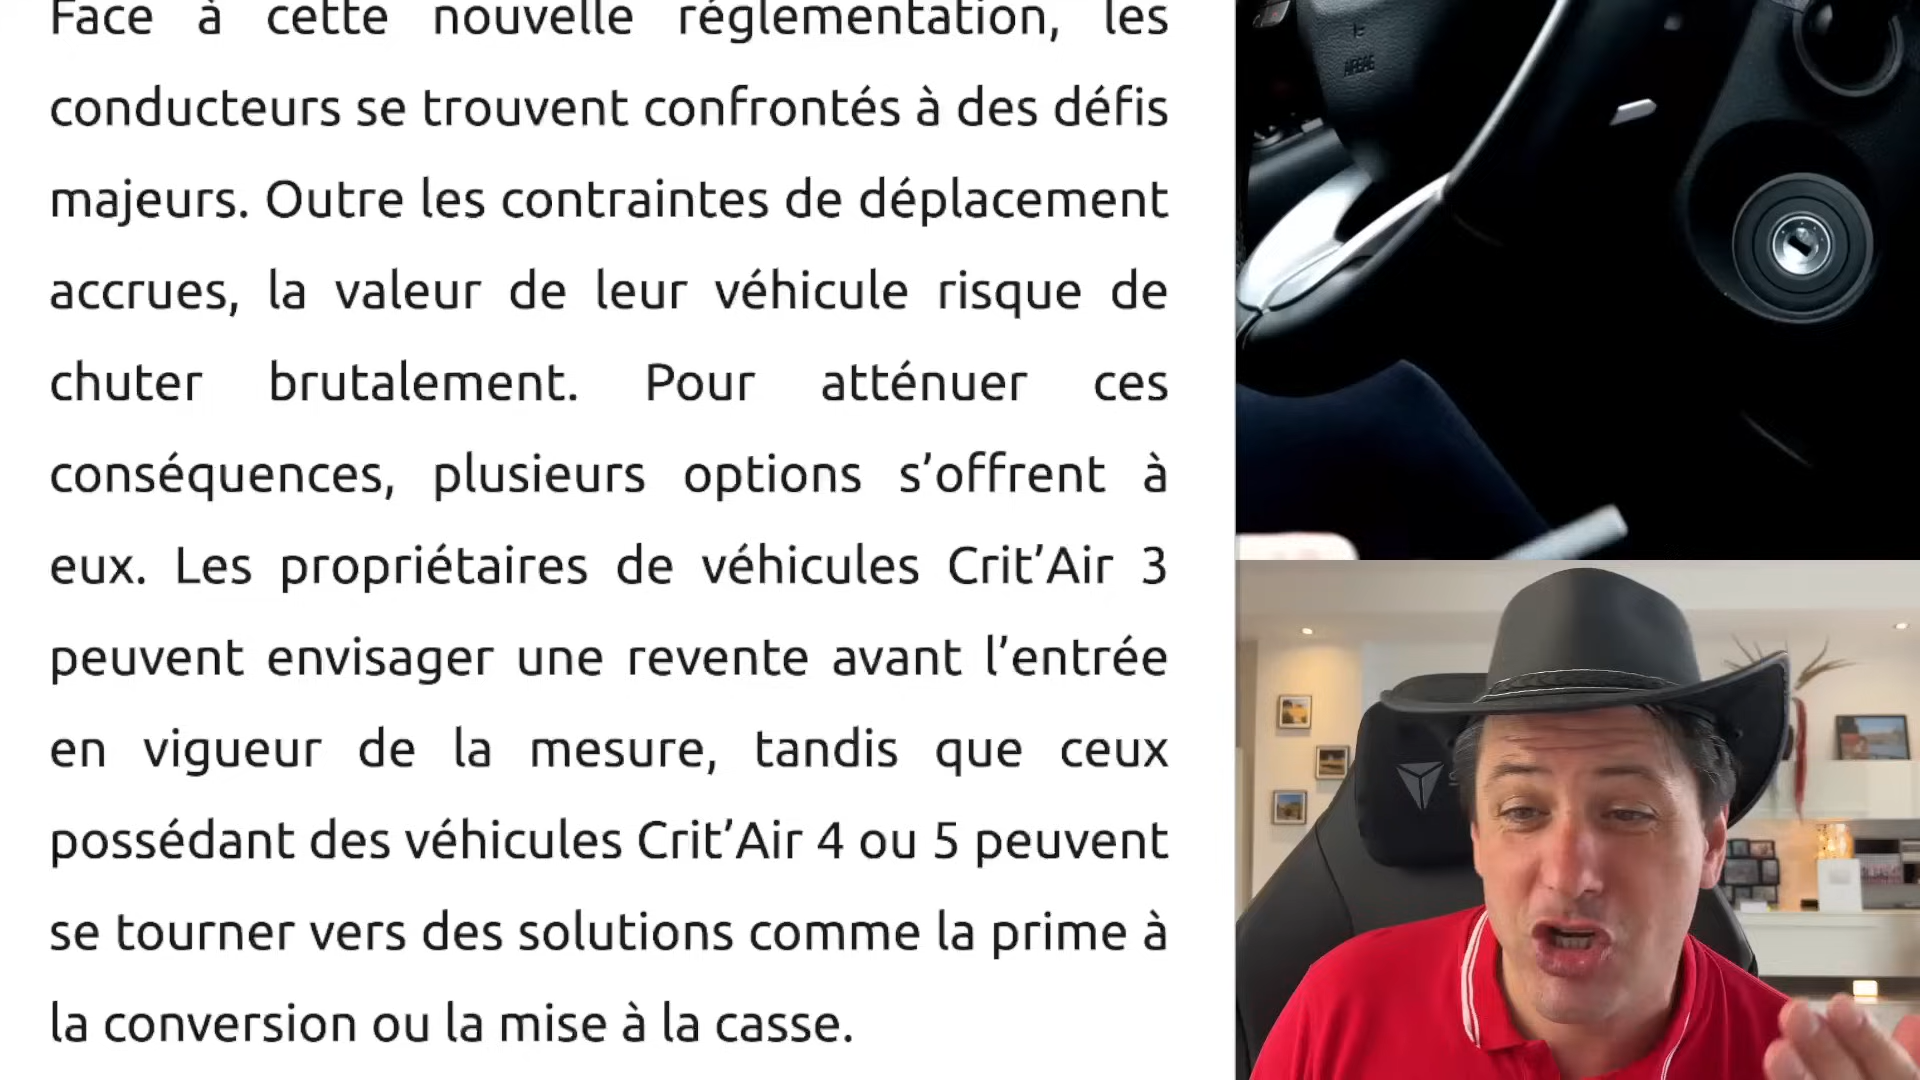 Face à cette nouvelle réglementation, les
conducteurs se trouvent confrontés à des défis
majeurs. Outre les contraintes de déplacement
accrues, la valeur de leur véhicule risque de
chuter brutalement. Pour atténuer ces
conséquences, plusieurs options s’offrent à
eux. Les propriétaires de véhicules Crit’Air 3
peuvent envisager une revente avant l’entrée
en vigueur de la mesure, tandis que ceux
possédant des véhicules Crit’Air 4 ou 5 peuvent
se tourner vers des solutions comme la prime à
la conversion ou la mise à la casse.
AIRBAG